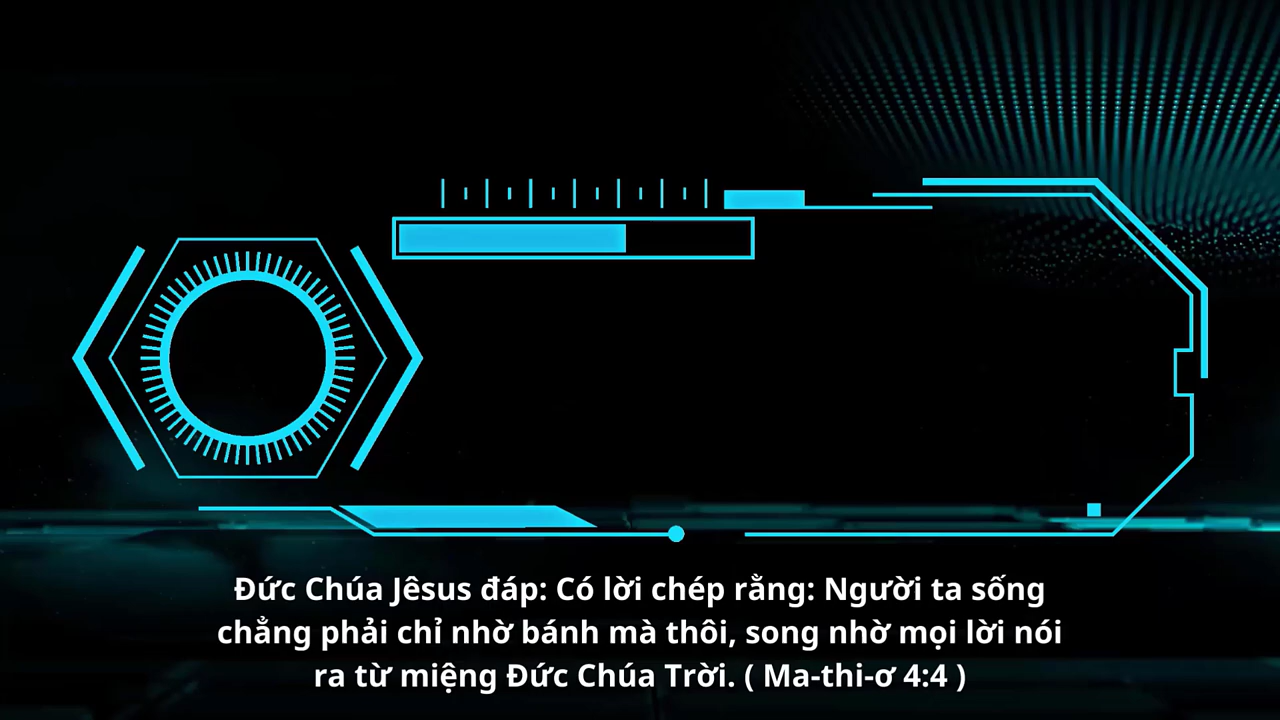 Đức Chúa Jêsus đáp: Có lời chép rằng: Người ta sống
chẳng phải chỉ nhờ bánh mà thôi, song nhờ mọi lời nói
ra từ miệng Đức Chúa Trời. ( Ma-thi-ơ 4:4 )